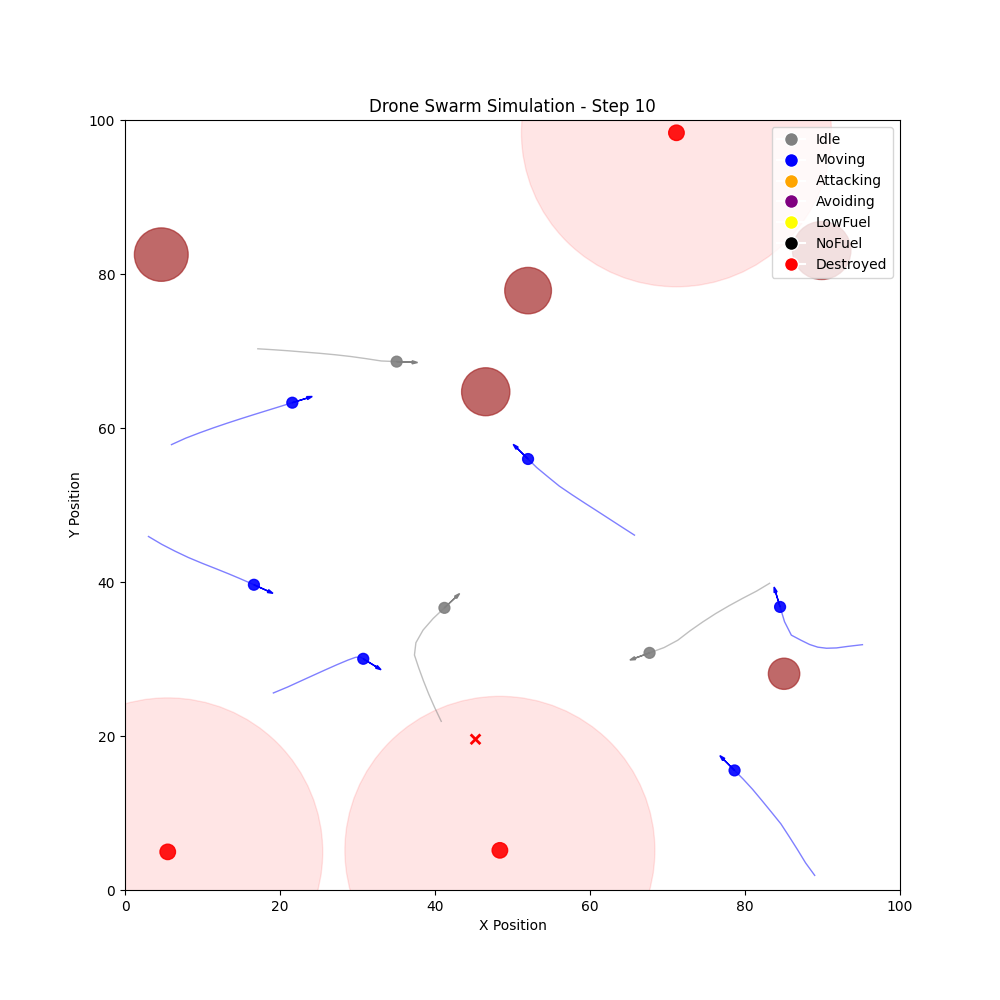 Drone Swarm Simulation - Step 10
100
80
60
40
20
0
Y Position
Idle
Moving
Attacking
Avoiding
LowFuel
NoFuel
Destroyed
0 20 40 60 80 100
X Position